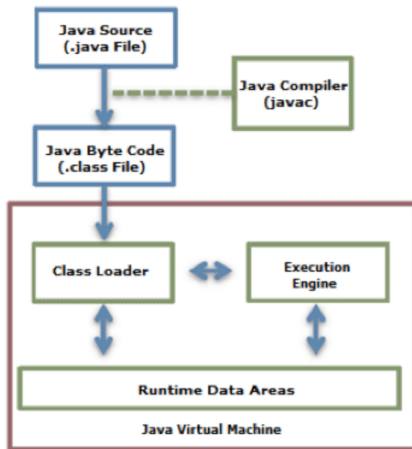 Java Source
(.java File)
Java Compiler
(javac)
Java Byte Code
(.class File)
Class Loader
Execution
Engine
Runtime Data Areas
Java Virtual Machine